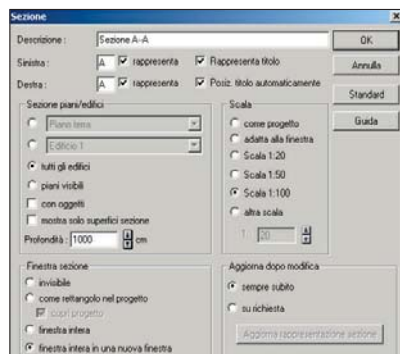 Sezione
Descrizione : Sezione A-A OK
Sinistra : A rappresenta Rappresenta titolo Annulla
Destra : A rappresenta Posiz. titolo automaticamente
Standard
Guida
Sezione piani/edifici
Piano terra
Edificio 1
tutti gli edifici
piani visibili
con oggetti
mostra solo superfici sezione
Profondità : 1000 cm
Scala
come progetto
adatta alla finestra
Scala 1:20
Scala 1:50
Scala 1:100
altra scala
1: 20
Finestra sezione
invisibile
come rettangolo nel progetto
copri progetto
finestra intera
finestra intera in una nuova finestra
Aggiorna dopo modifica
sempre subito
su richiesta
Aggiorna rappresentazione sezione